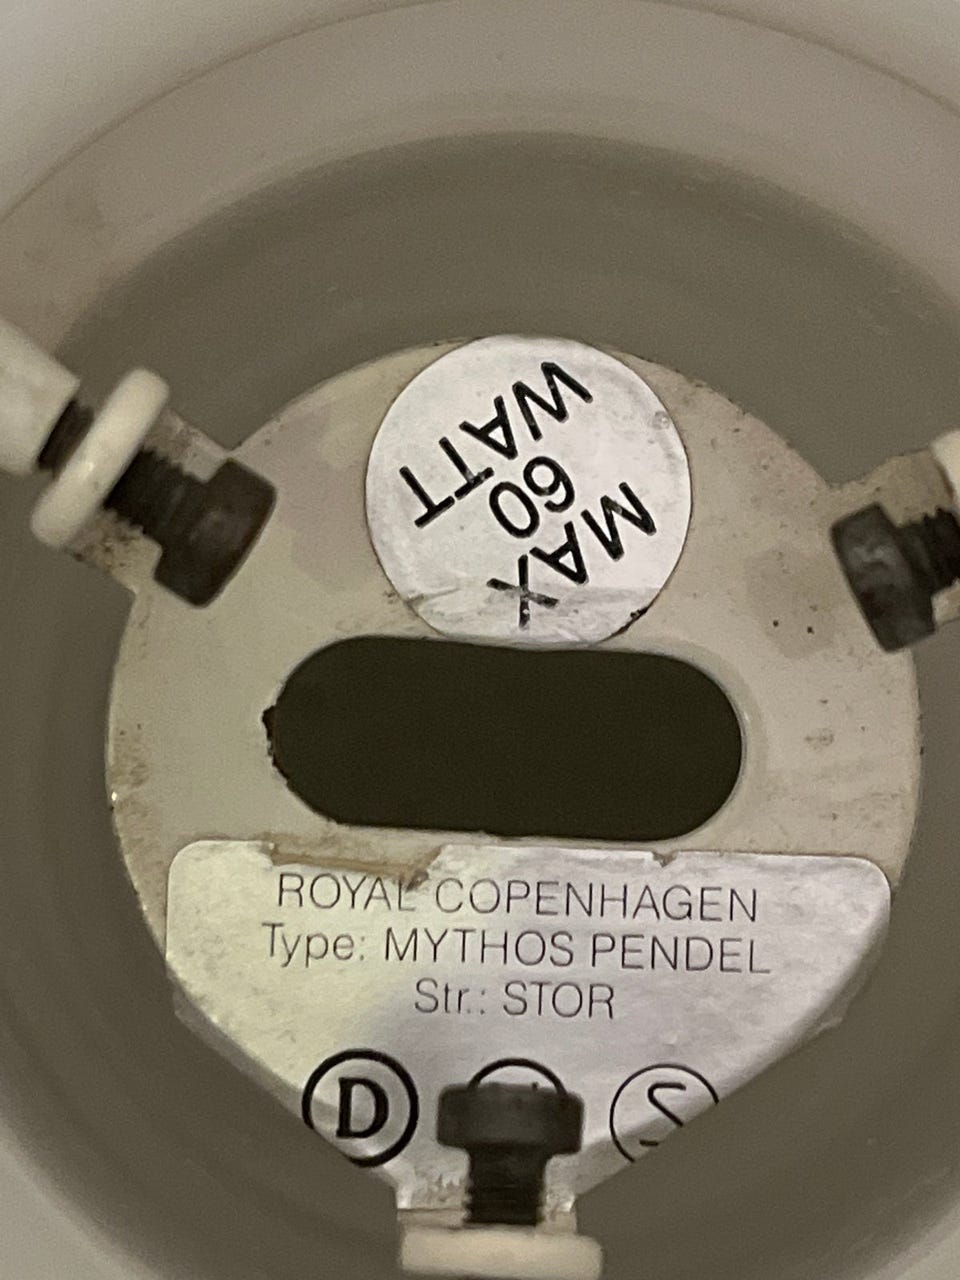 MAX
60
WATT
ROYAL COPENHAGEN
Type: MYTHOS PENDEL
Str.: STOR
D S